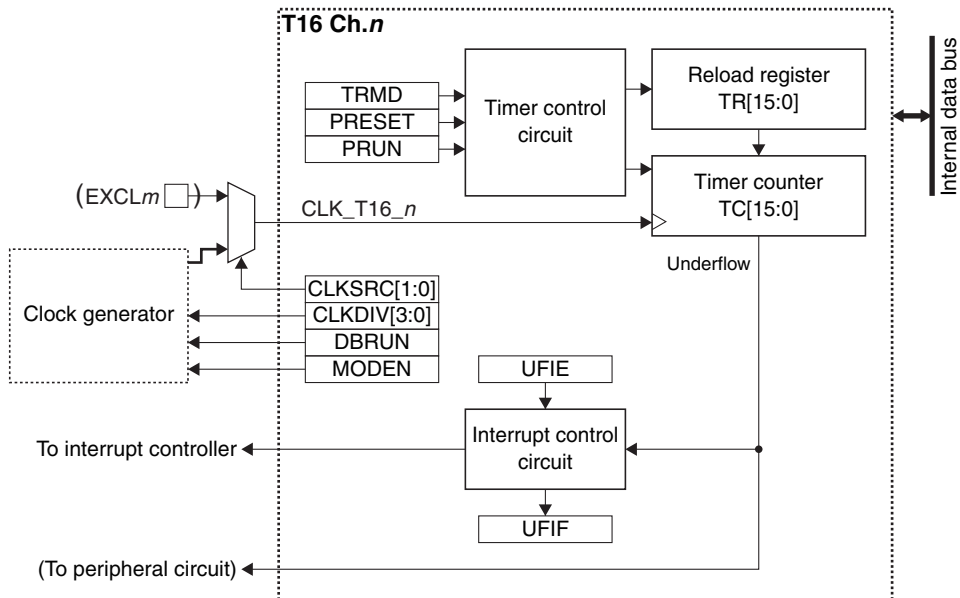 T16 Ch.n
TRMD
PRESET
PRUN
Timer control
circuit
Reload register
TR[15:0]
Timer counter
TC[15:0]
Internal data bus
(EXCLm )
CLK_T16_n
Underflow
Clock generator
CLKSRC[1:0]
CLKDIV[3:0]
DBRUN
MODEN
UFIE
Interrupt control
circuit
UFIF
To interrupt controller
(To peripheral circuit)